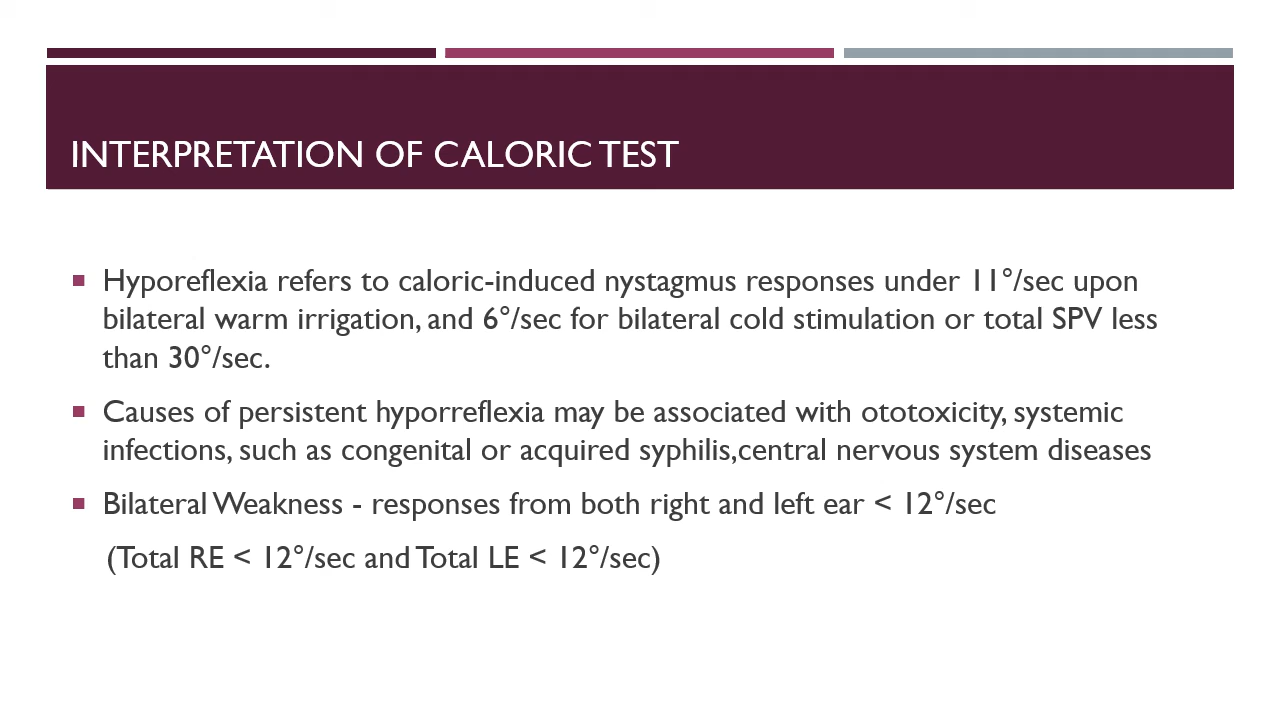 INTERPRETATION OF CALORIC TEST
Hyporeflexia refers to caloric-induced nystagmus responses under 11°/sec upon
bilateral warm irrigation, and 6°/sec for bilateral cold stimulation or total SPV less
than 30°/sec.
Causes of persistent hyporreflexia may be associated with ototoxicity, systemic
infections, such as congenital or acquired syphilis,central nervous system diseases
Bilateral Weakness - responses from both right and left ear < 12°/sec
(Total RE < 12°/sec and Total LE < 12°/sec)